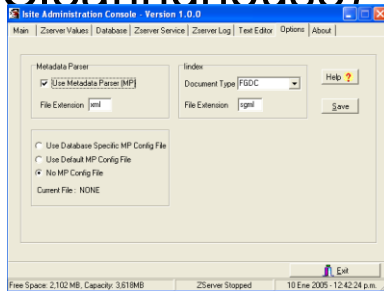 Isite Administration Console - Version 1.0.0
Main Zserver Values Database Zserver Service Zserver Log Text Editor Options About
Metadata Parser
Use Metadata Parser (MP)
File Extension xml
Iindex
Document Type FGDC
File Extension sgml
Help ?
Save
Use Database Specific MP Config File
Use Default MP Config File
No MP Config File
Current File : NONE
Exit
Free Space: 2,102 MB, Capacity: 3,618MB ZServer Stopped 10 Ene 2005 - 12:42:24 p.m.